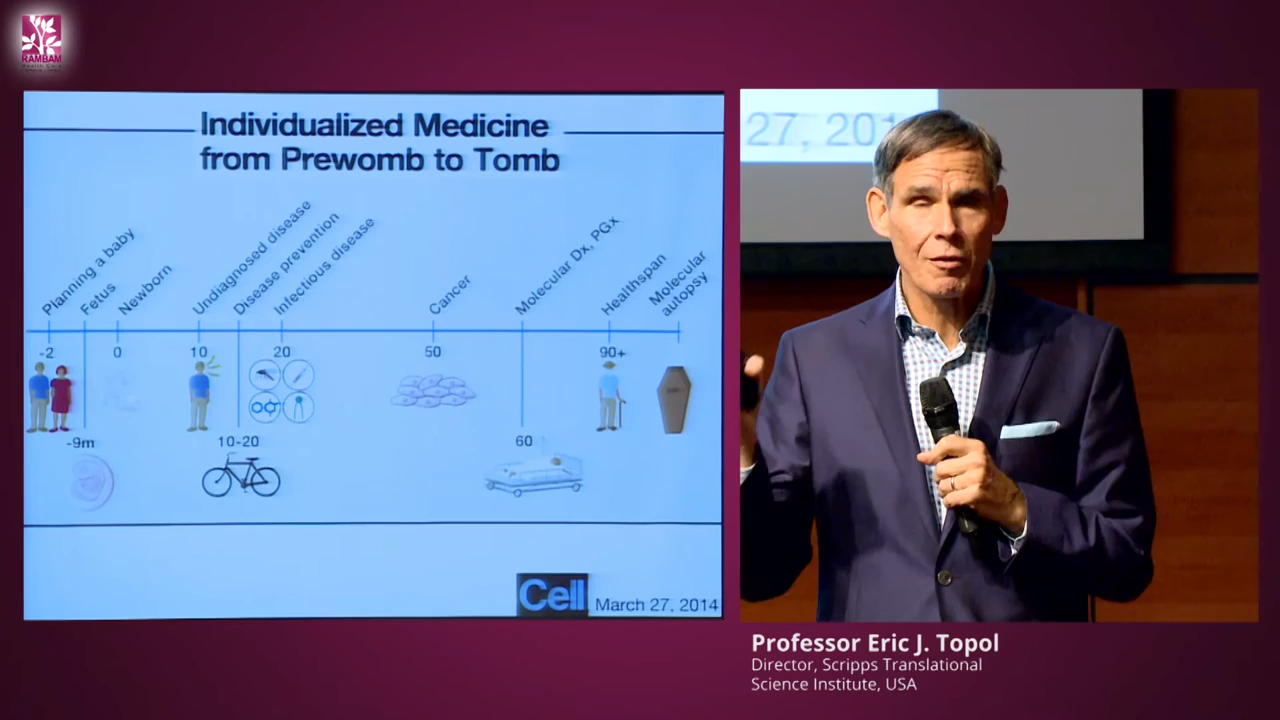 RAMBAM
Individualized Medicine
from Prewomb to Tomb
Planning a baby
Fetus
Newborn
Undiagnosed disease
Disease prevention
Infectious disease
Cancer
Molecular Dx, PGx
Healthspan
Molecular
autopsy
-2
0
10
20
50
90+
-9m
10-20
60
Cell
March 27, 2014
27, 201
Professor Eric J. Topol
Director, Scripps Translational
Science Institute, USA